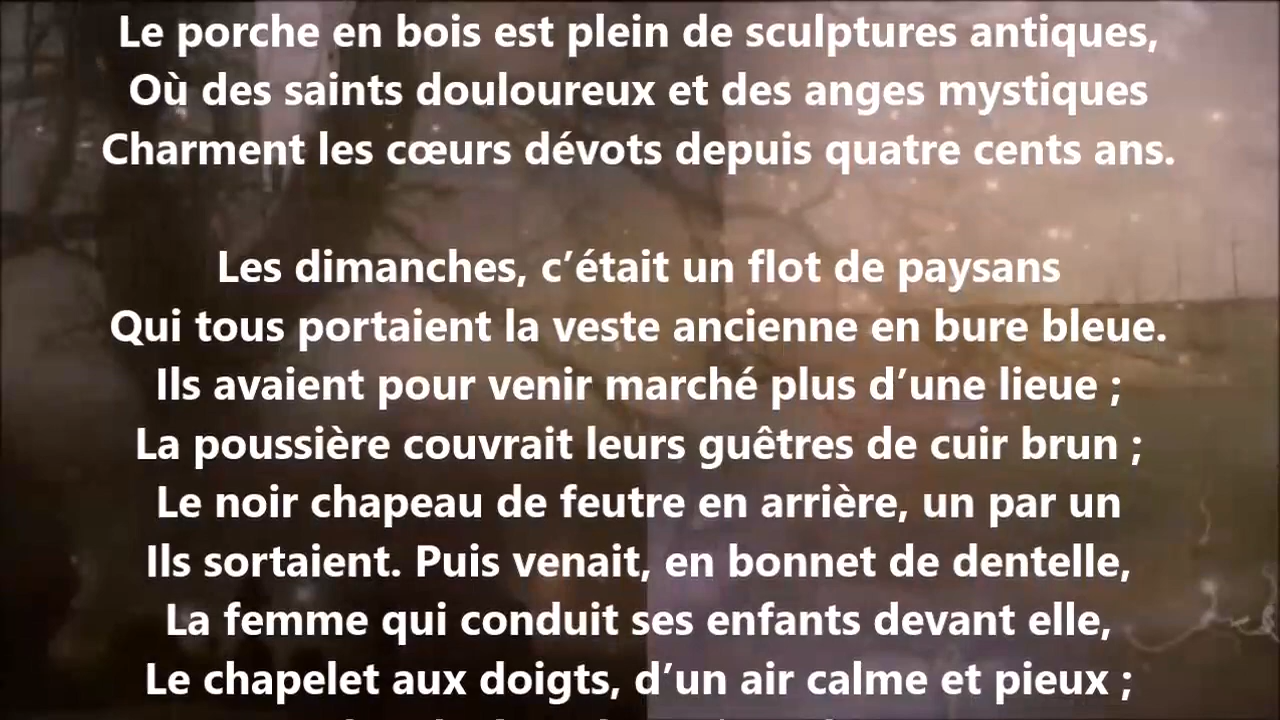 Le porche en bois est plein de sculptures antiques,
Où des saints douloureux et des anges mystiques
Charment les cœurs dévots depuis quatre cents ans.
Les dimanches, c’était un flot de paysans
Qui tous portaient la veste ancienne en bure bleue.
Ils avaient pour venir marché plus d’une lieue ;
La poussière couvrait leurs guêtres de cuir brun ;
Le noir chapeau de feutre en arrière, un par un
Ils sortaient. Puis venait, en bonnet de dentelle,
La femme qui conduit ses enfants devant elle,
Le chapelet aux doigts, d’un air calme et pieux ;